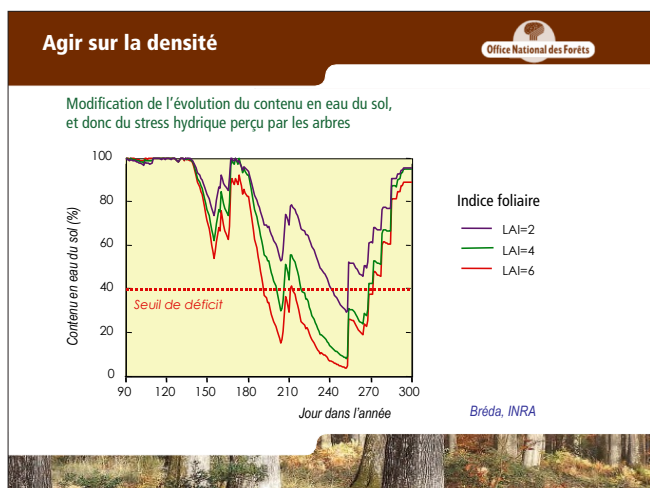 Agir sur la densité
Office National des Forêts
Modification de l'évolution du contenu en eau du sol,
et donc du stress hydrique perçu par les arbres
Contenu en eau du sol (%)
100
80
60
40
20
0
Seuil de déficit
90 120 150 180 210 240 270 300
Jour dans l'année
Indice foliaire
LAI=2
LAI=4
LAI=6
Bréda, INRA